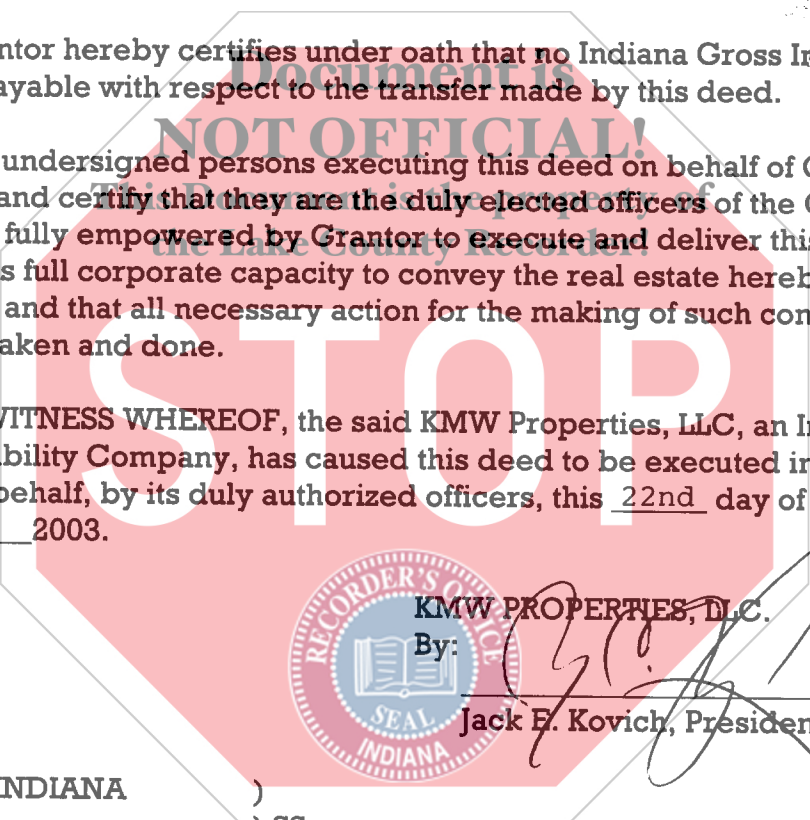 ntor hereby certifies under oath that no Indiana Gross In
ayable with respect to the transfer made by this deed.
Document is
NOT OFFICIAL!
This Document is the property of
the Lake County Recorder!
undersigned persons executing this deed on behalf of G
and certify that they are the duly elected officers of the G
fully empowered by Grantor to execute and deliver this
s full corporate capacity to convey the real estate hereb
and that all necessary action for the making of such con
aken and done.
STOP
WITNESS WHEREOF, the said KMW Properties, LLC, an In
bility Company, has caused this deed to be executed in
behalf, by its duly authorized officers, this 22nd day of
2003.
KMW PROPERTIES, LLC.
By:
Jack E. Kovich, Presiden
RECORDER'S OFFICE
SEAL
INDIANA
INDIANA )
) SS